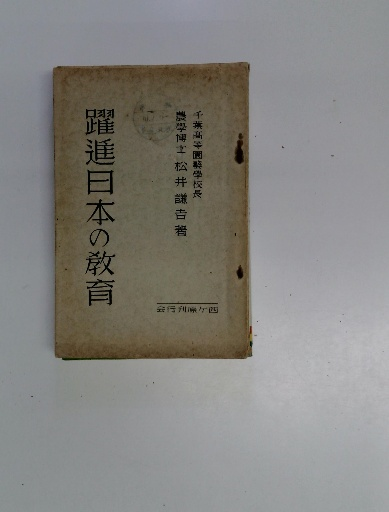 千葉高等園藝學校長
農學博士 松井謙吉著
躍進日本の教育
西ケ原刊行会